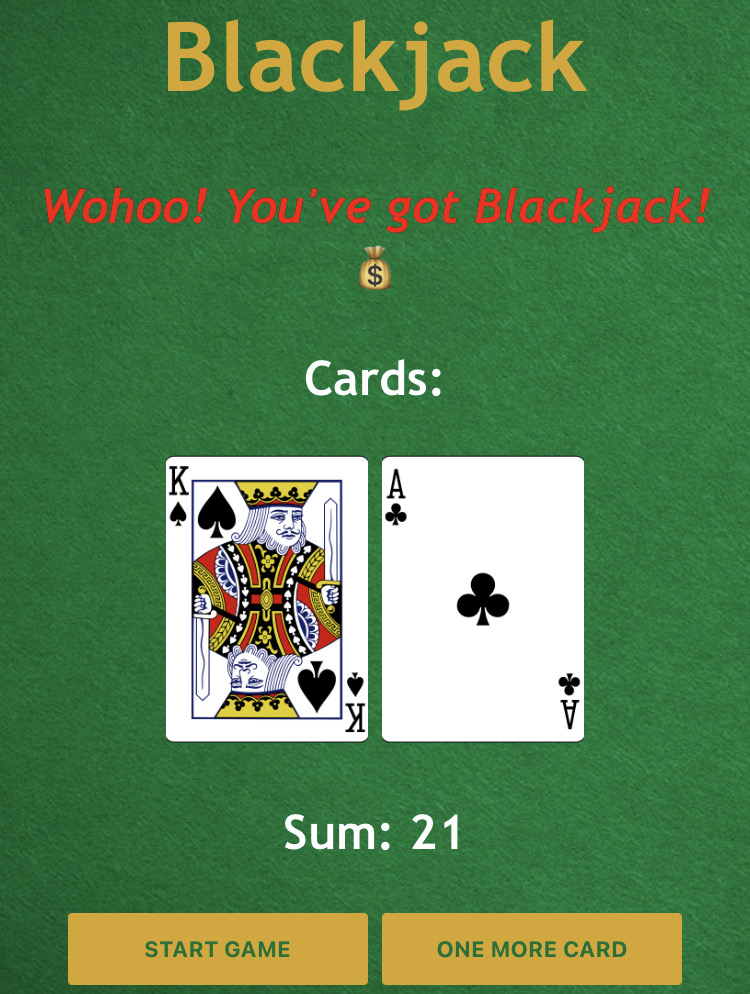 Blackjack
Wohoo! You've got Blackjack!
$
Cards:
K A
K A
Sum: 21
START GAME ONE MORE CARD